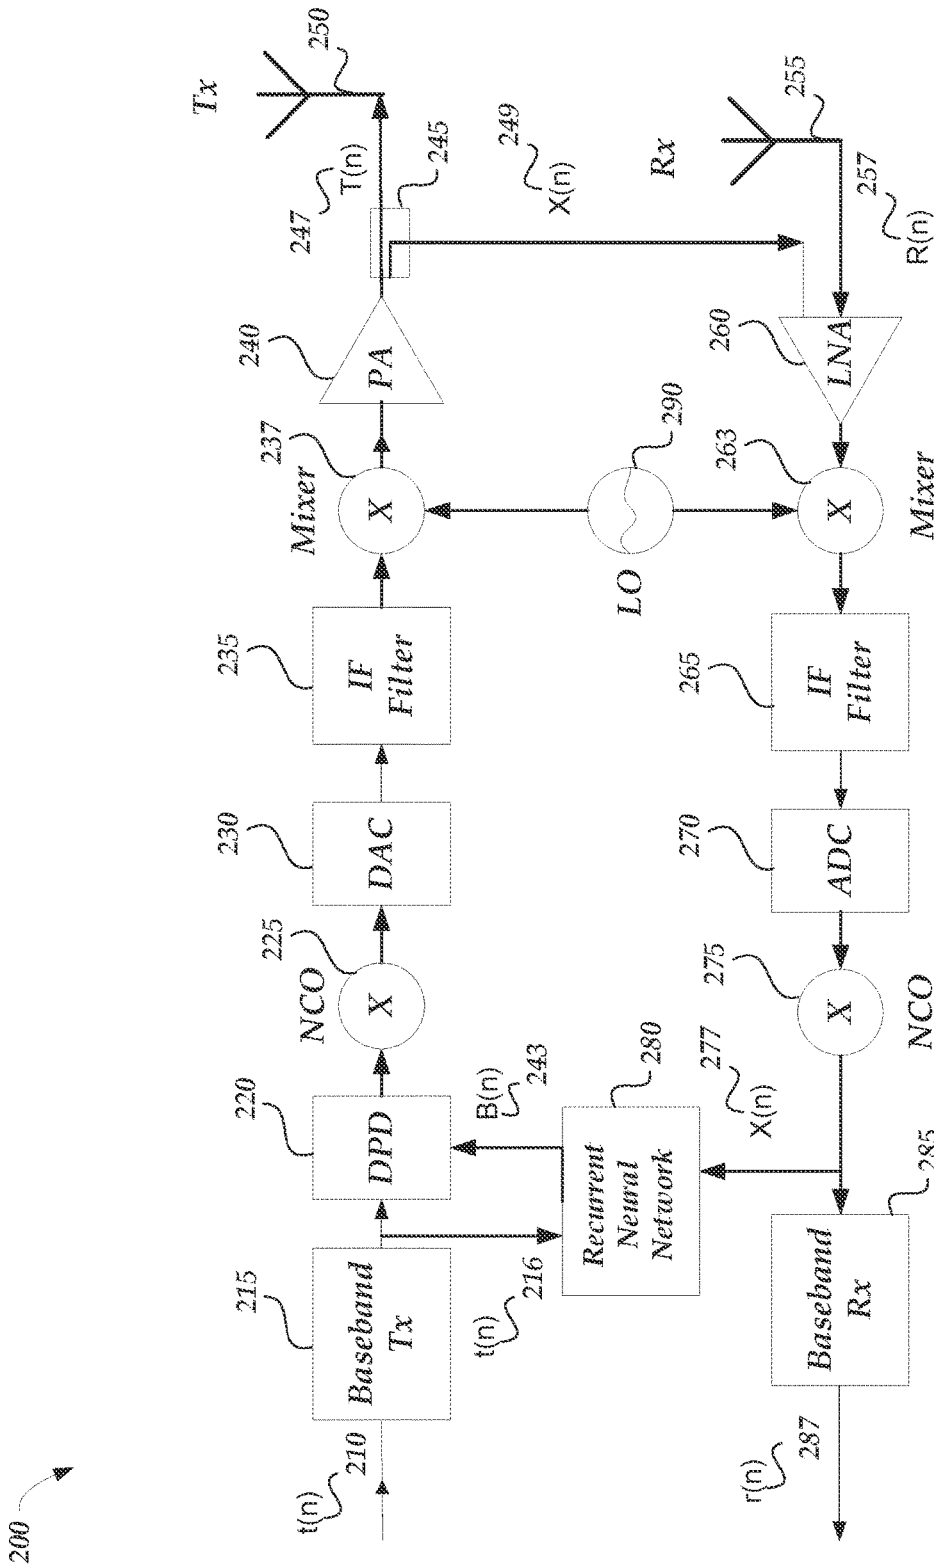 200
t(n)
210
Baseband
Tx
215
t(n)
216
DPD
220
B(n)
243
NCO
X
225
DAC
230
IF
Filter
235
Mixer
X
237
PA
240
247
T(n)
245
Tx
250
X(n)
249
LO
290
Recurrent
Neural
Network
280
Rx
255
R(n)
257
LNA
260
X
263
Mixer
IF
Filter
265
ADC
270
X
275
NCO
X(n)
277
Baseband
Rx
285
r(n)
287